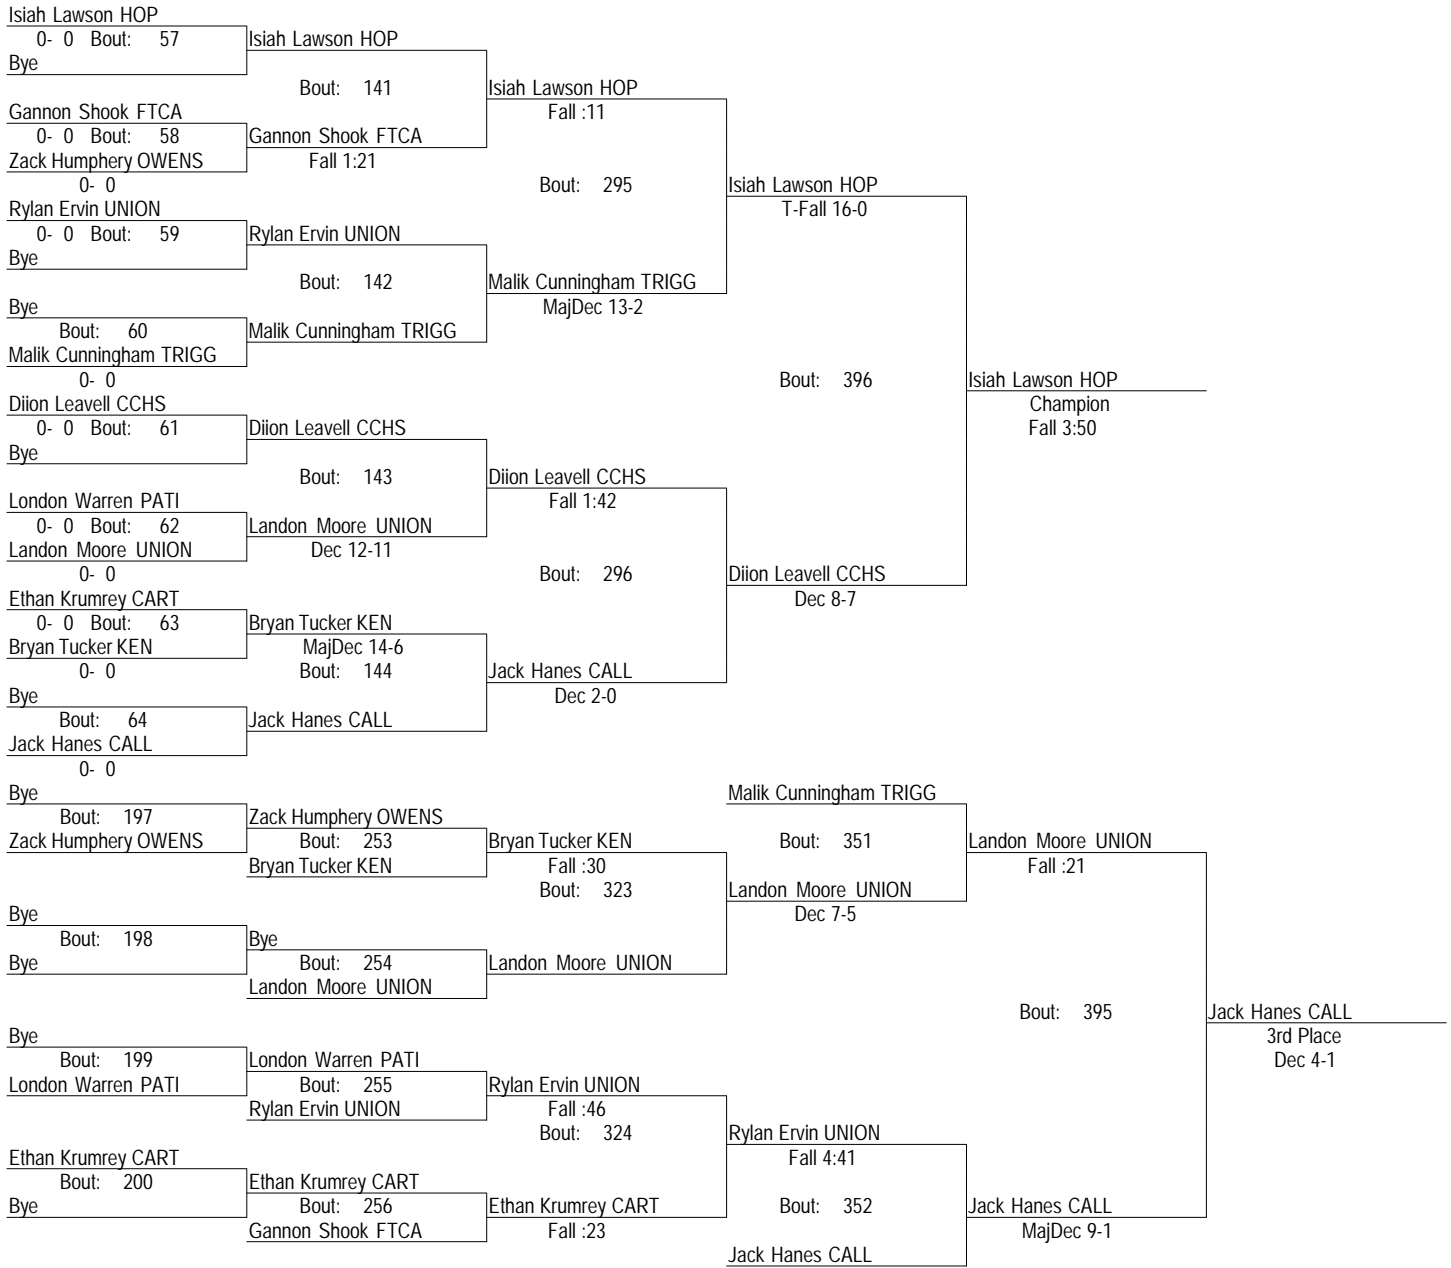 Isiah Lawson HOP
0- 0 Bout: 57
Isiah Lawson HOP
Bye
Bout: 141
Isiah Lawson HOP
Fall :11
Gannon Shook FTCA
0- 0 Bout: 58
Gannon Shook FTCA
Zack Humphery OWENS
Fall 1:21
0- 0
Bout: 295
Isiah Lawson HOP
T-Fall 16-0
Rylan Ervin UNION
0- 0 Bout: 59
Rylan Ervin UNION
Bye
Bout: 142
Malik Cunningham TRIGG
MajDec 13-2
Bye
Bout: 60
Malik Cunningham TRIGG
Malik Cunningham TRIGG
0- 0
Bout: 396
Isiah Lawson HOP
Champion
Fall 3:50
Diion Leavell CCHS
0- 0 Bout: 61
Diion Leavell CCHS
Bye
Bout: 143
Diion Leavell CCHS
Fall 1:42
London Warren PATI
0- 0 Bout: 62
Landon Moore UNION
Landon Moore UNION
Dec 12-11
0- 0
Bout: 296
Diion Leavell CCHS
Dec 8-7
Ethan Krumrey CART
0- 0 Bout: 63
Bryan Tucker KEN
Bryan Tucker KEN
MajDec 14-6
0- 0
Bout: 144
Jack Hanes CALL
Dec 2-0
Bye
Bout: 64
Jack Hanes CALL
Jack Hanes CALL
0- 0
Bye
Bout: 197
Zack Humphery OWENS
Zack Humphery OWENS
Bout: 253
Bryan Tucker KEN
Bryan Tucker KEN
Fall :30
Bout: 323
Malik Cunningham TRIGG
Bout: 351
Landon Moore UNION
Fall :21
Landon Moore UNION
Dec 7-5
Bye
Bout: 198
Bye
Bye
Bout: 254
Landon Moore UNION
Landon Moore UNION
Bout: 395
Jack Hanes CALL
3rd Place
Dec 4-1
Bye
Bout: 199
London Warren PATI
London Warren PATI
Bout: 255
Rylan Ervin UNION
Rylan Ervin UNION
Fall :46
Bout: 324
Rylan Ervin UNION
Fall 4:41
Ethan Krumrey CART
Bout: 200
Ethan Krumrey CART
Bye
Bout: 256
Ethan Krumrey CART
Gannon Shook FTCA
Fall :23
Bout: 352
Jack Hanes CALL
MajDec 9-1
Jack Hanes CALL